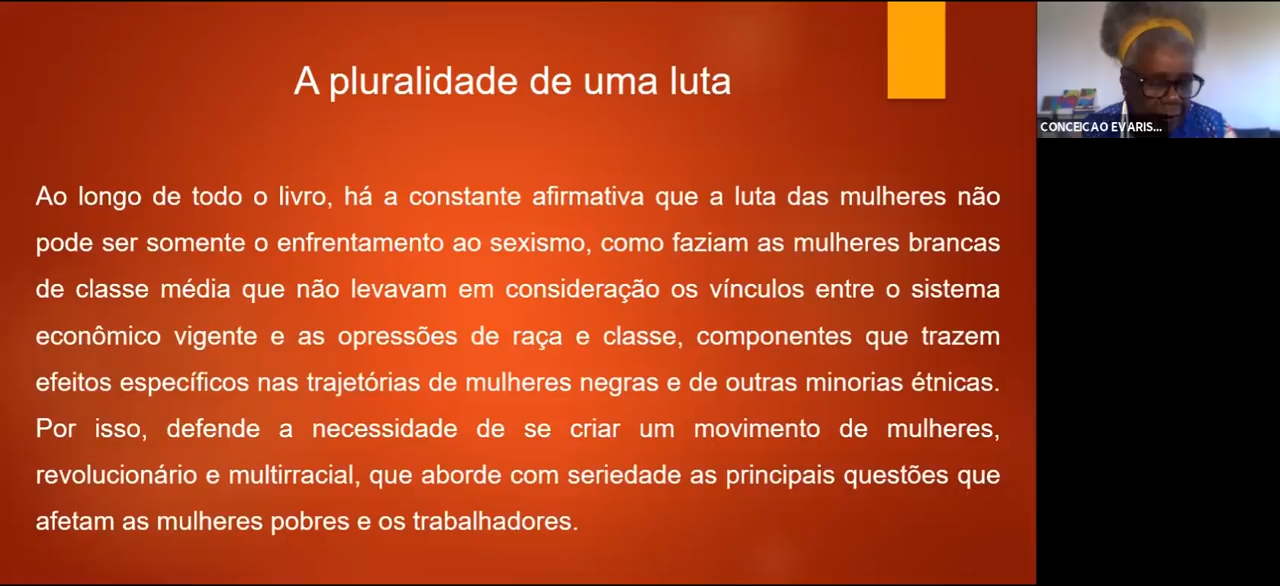 A pluralidade de uma luta
Ao longo de todo o livro, há a constante afirmativa que a luta das mulheres não
pode ser somente o enfrentamento ao sexismo, como faziam as mulheres brancas
de classe média que não levavam em consideração os vínculos entre o sistema
econômico vigente e as opressões de raça e classe, componentes que trazem
efeitos específicos nas trajetórias de mulheres negras e de outras minorias étnicas.
Por isso, defende a necessidade de se criar um movimento de mulheres,
revolucionário e multirracial, que aborde com seriedade as principais questões que
afetam as mulheres pobres e os trabalhadores.
CONCEICAO EVARIS...